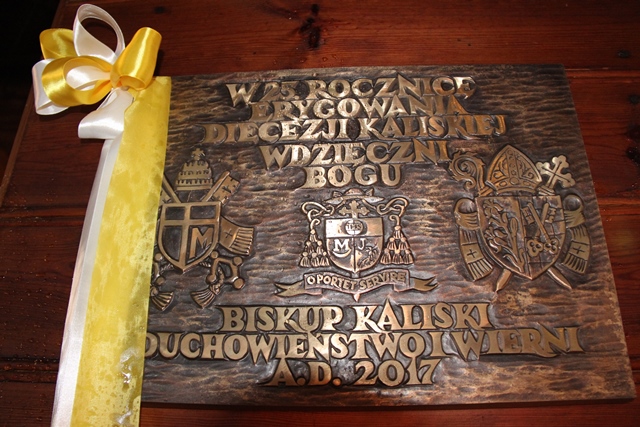 W 25 ROCZNICĘ
ERYGOWANIA
DIECEZJI KALISKIEJ
WDZIĘCZNI
BOGU
M
M J
OPORTET SERVIRE
BISKUP KALISKI
DUCHOWIEŃSTWO I WIERNI
A.D. 2017